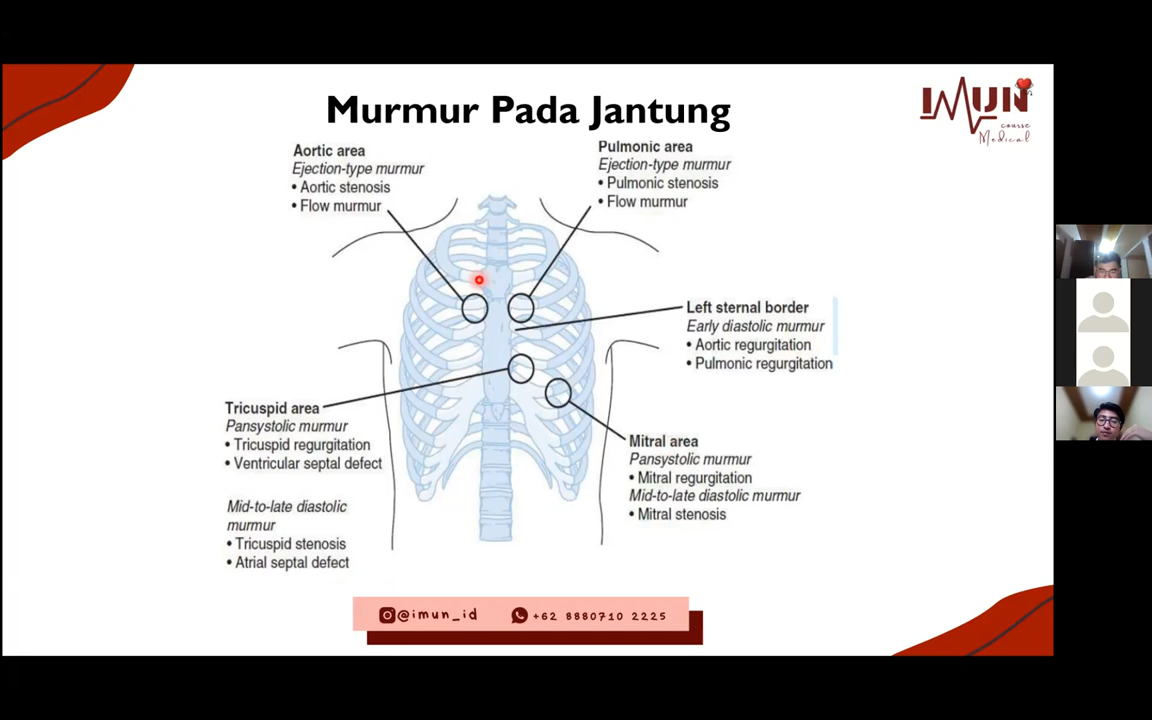 Murmur Pada Jantung
IMUN
course
Medical
Aortic area
Ejection-type murmur
• Aortic stenosis
• Flow murmur
Pulmonic area
Ejection-type murmur
• Pulmonic stenosis
• Flow murmur
Left sternal border
Early diastolic murmur
• Aortic regurgitation
• Pulmonic regurgitation
Tricuspid area
Pansystolic murmur
• Tricuspid regurgitation
• Ventricular septal defect
Mid-to-late diastolic
murmur
• Tricuspid stenosis
• Atrial septal defect
Mitral area
Pansystolic murmur
• Mitral regurgitation
Mid-to-late diastolic murmur
• Mitral stenosis
@imun_id
+62 8880710 2225